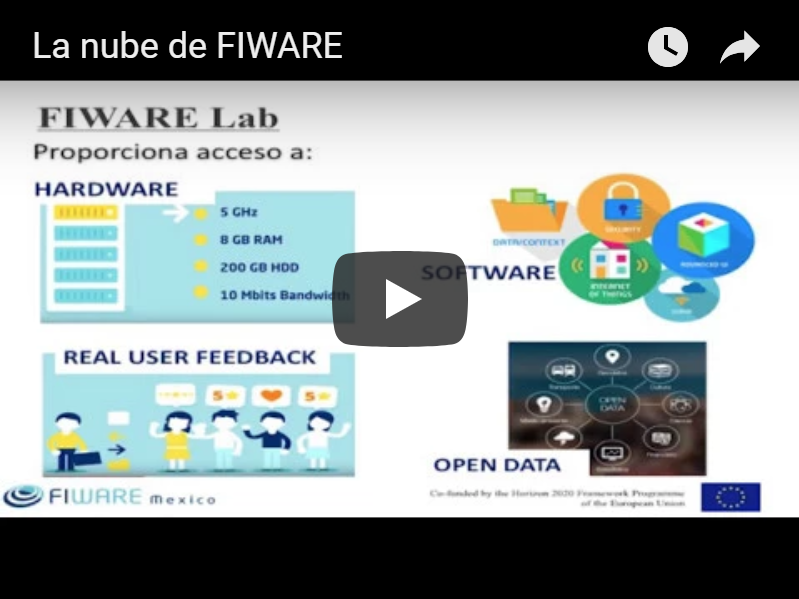 La nube de FIWARE
FIWARE Lab
Proporciona acceso a:
HARDWARE
5 GHz
8 GB RAM
200 GB HDD
10 Mbits Bandwidth
DATA/CONTEXT
SECURITY
ADVANCED UI
INTERNET
OF THINGS
SOFTWARE
REAL USER FEEDBACK
5
5
OPEN
DATA
Transporte
Cultura
OPEN DATA
FIWARE Mexico
Co-funded by the Horizon 2020 Framework Programme
of the European Union